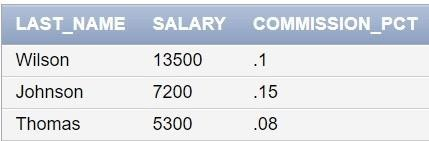 LAST_NAME SALARY COMMISSION_PCT
Wilson 13500 .1
Johnson 7200 .15
Thomas 5300 .08